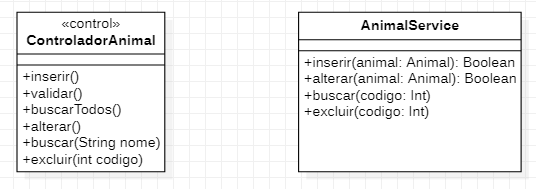 «control»
ControladorAnimal
+inserir()
+validar()
+buscarTodos()
+alterar()
+buscar(String nome)
+excluir(int codigo)
AnimalService
+inserir(animal: Animal): Boolean
+alterar(animal: Animal): Boolean
+buscar(codigo: Int)
+excluir(codigo: Int)